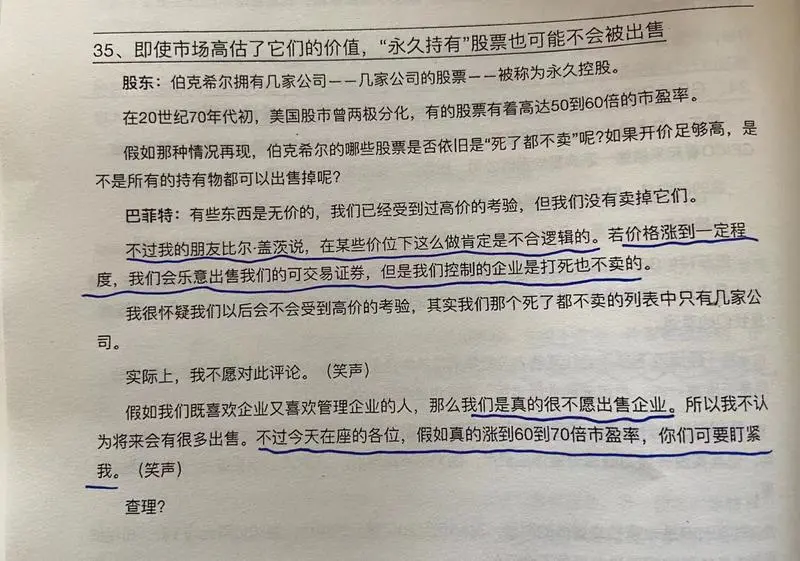 35、即使市场高估了它们的价值，“永久持有”股票也可能不会被出售
股东：伯克希尔拥有几家公司——几家公司的股票——被称为永久控股。
在20世纪70年代初，美国股市曾两极分化，有的股票有着高达50到60倍的市盈率。
假如那种情况再现，伯克希尔的哪些股票是否依旧是“死了都不卖”呢?如果开价足够高，是
不是所有的持有物都可以出售掉呢?
巴菲特：有些东西是无价的，我们已经受到过高价的考验，但我们没有卖掉它们。
不过我的朋友比尔·盖茨说，在某些价位下这么做肯定是不合逻辑的。若价格涨到一定程
度，我们会乐意出售我们的可交易证券，但是我们控制的企业是打死也不卖的。
我很怀疑我们以后会不会受到高价的考验，其实我们那个死了都不卖的列表中只有几家公
司。
实际上，我不愿对此评论。（笑声）
假如我们既喜欢企业又喜欢管理企业的人，那么我们是真的很不愿出售企业。所以我不认
为将来会有很多出售。不过今天在座的各位，假如真的涨到60到70倍市盈率，你们可要盯紧
我。（笑声）
查理?